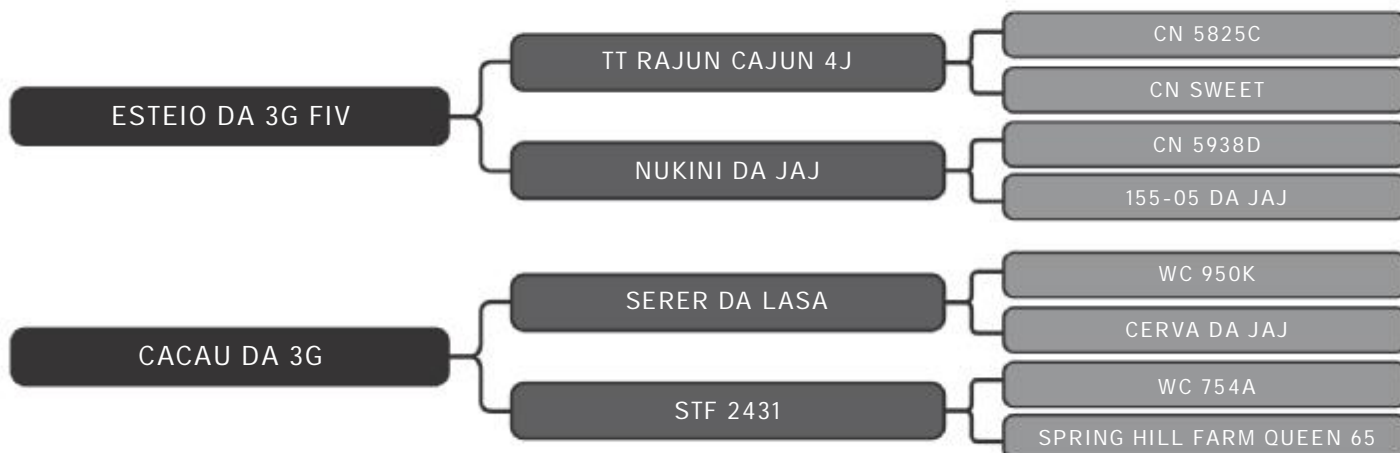 ESTEIO DA 3G FIV
TT RAJUN CAJUN 4J
NUKINI DA JAJ
CN 5825C
CN SWEET
CN 5938D
155-05 DA JAJ
CACAU DA 3G
SERER DA LASA
STF 2431
WC 950K
CERVA DA JAJ
WC 754A
SPRING HILL FARM QUEEN 65